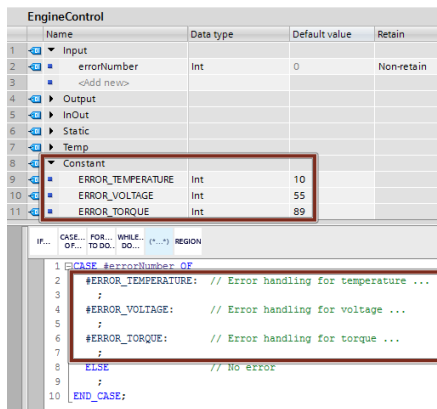 EngineControl
Name Data type Default value Retain
1 Input
2 errorNumber Int 0 Non-retain
3 <Add new>
4 Output
5 InOut
6 Static
7 Temp
8 Constant
9 ERROR_TEMPERATURE Int 10
10 ERROR_VOLTAGE Int 55
11 ERROR_TORQUE Int 89
IF... CASE... OF... FOR... TO DO.. WHILE.. DO... (*...*) REGION
1 CASE #errorNumber OF
2 #ERROR_TEMPERATURE: // Error handling for temperature ...
3 ;
4 #ERROR_VOLTAGE: // Error handling for voltage ...
5 ;
6 #ERROR_TORQUE: // Error handling for torque ...
7 ;
8 ELSE // No error
9 ;
10 END_CASE;